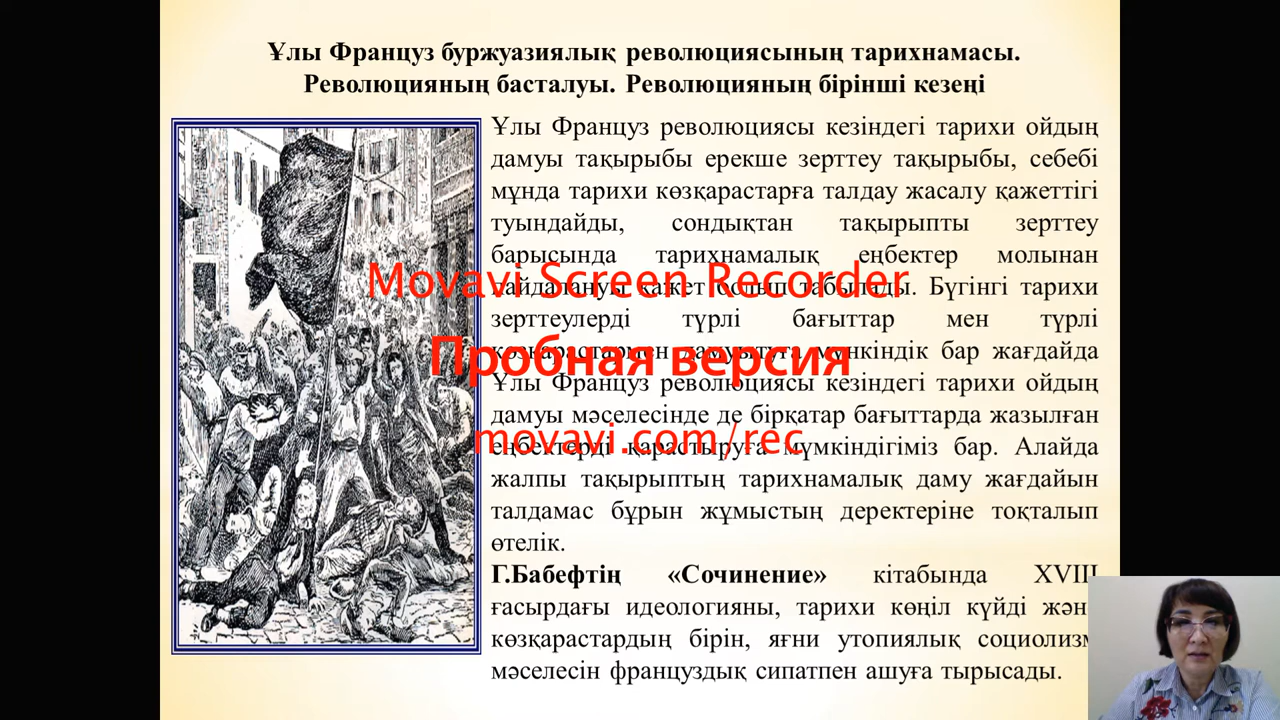 Ұлы Француз буржуазиялық революциясының тарихнамасы.
Революцияның басталуы. Революцияның бірінші кезеңі
Ұлы Француз революциясы кезіндегі тарихи ойдың
дамуы тақырыбы ерекше зерттеу тақырыбы, себебі
мұнда тарихи көзқарастарға талдау жасалу қажеттігі
туындайды, сондықтан тақырыпты зерттеу
барысында тарихнамалық еңбектер молынан
пайдалануы қажет болып табылады. Бүгінгі тарихи
зерттеулерді түрлі бағыттар мен түрлі
көзқарастармен дамытуға мүмкіндік бар жағдайда
Ұлы Француз революциясы кезіндегі тарихи ойдың
дамуы мәселесінде де бірқатар бағыттарда жазылған
еңбектерді қарастыруға мүмкіндігіміз бар. Алайда
жалпы тақырыптың тарихнамалық даму жағдайын
талдамас бұрын жұмыстың деректеріне тоқталып
өтелік.
Г.Бабефтің «Сочинение» кітабында XVIII
ғасырдағы идеологияны, тарихи көңіл күйді және
көзқарастардың бірін, яғни утопиялық социолизм
мәселесін француздық сипатпен ашуға тырысады.
Movavi Screen Recorder
Пробная версия
movavi.com/rec